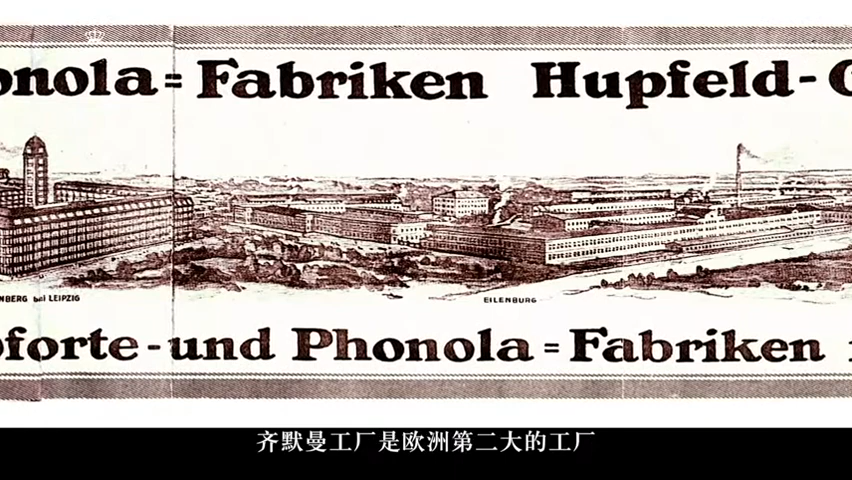 onola=Fabriken Hupfeld-
NBERG bei LEIPZIG
EILENBURG
forte-und Phonola=Fabriken
齐默曼工厂是欧洲第二大的工厂